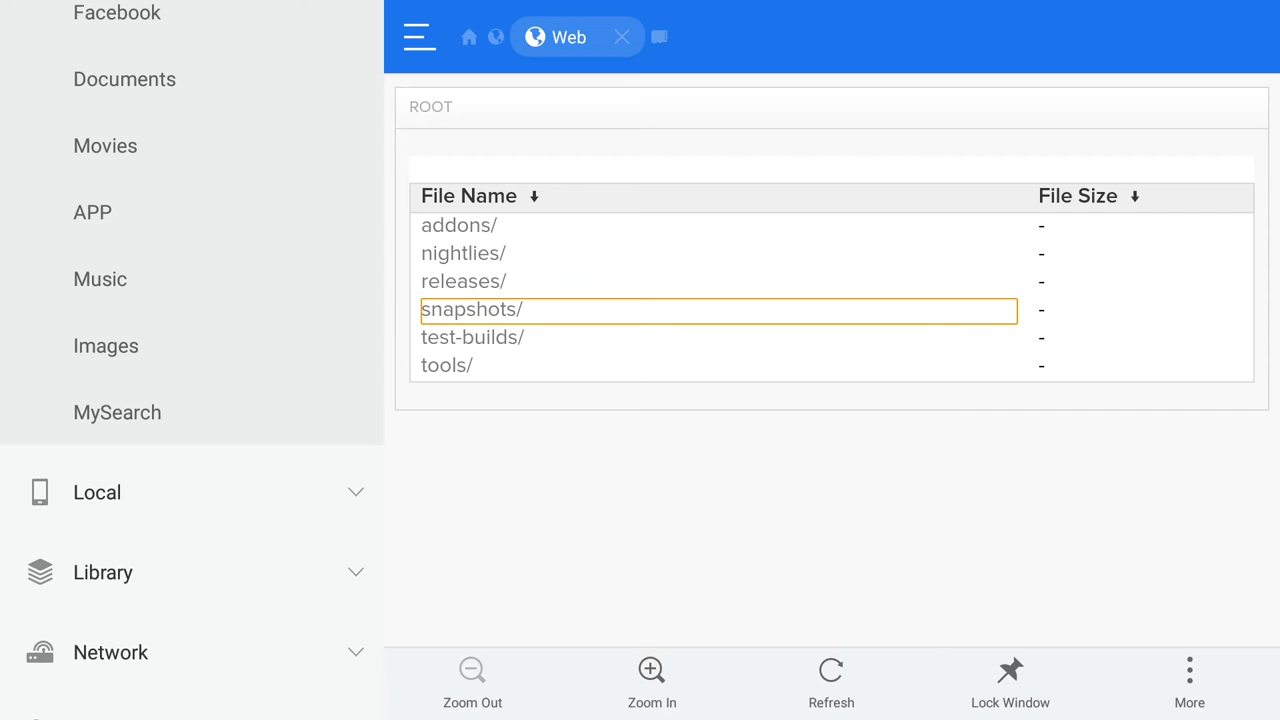 Facebook
Documents
Movies
APP
Music
Images
MySearch
Local
Library
Network
Web
ROOT
File Name File Size
addons/ -
nightlies/ -
releases/ -
snapshots/ -
test-builds/ -
tools/ -
Zoom Out Zoom In Refresh Lock Window More